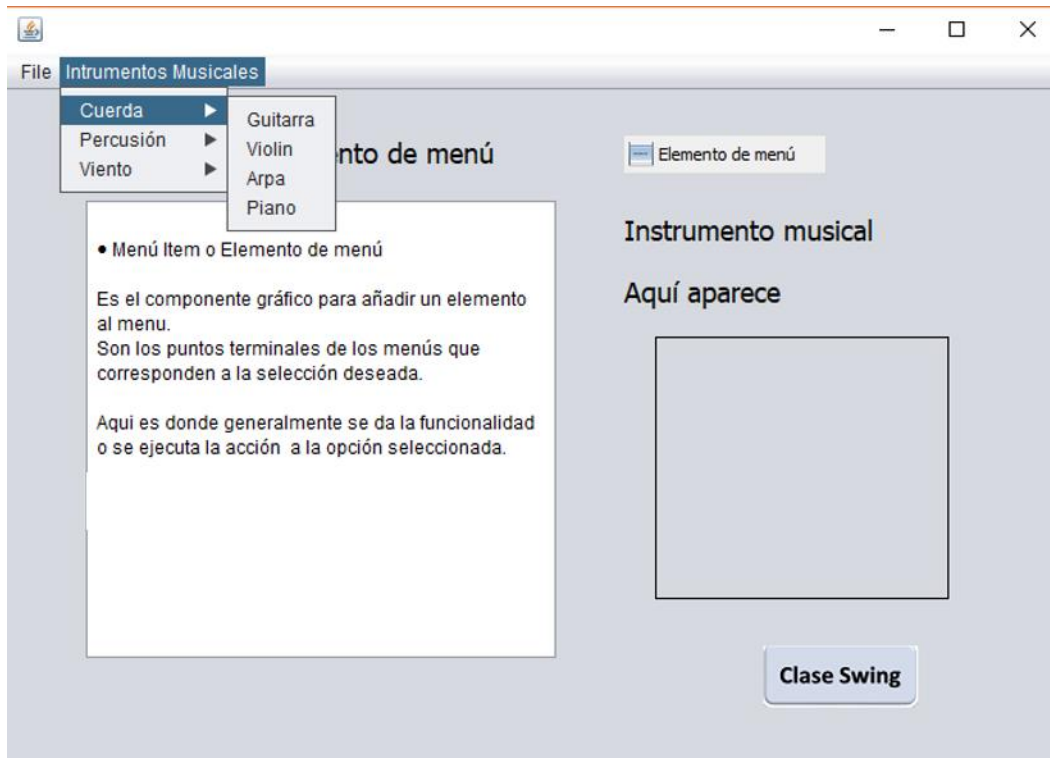 File Intrumentos Musicales
Cuerda
Percusión
Viento
Guitarra
Violin
Arpa
Piano
de menú
Elemento de menú
• Menú Item o Elemento de menú
Es el componente gráfico para añadir un elemento
al menu.
Son los puntos terminales de los menús que
corresponden a la selección deseada.
Aqui es donde generalmente se da la funcionalidad
o se ejecuta la acción a la opción seleccionada.
Instrumento musical
Aquí aparece
Clase Swing